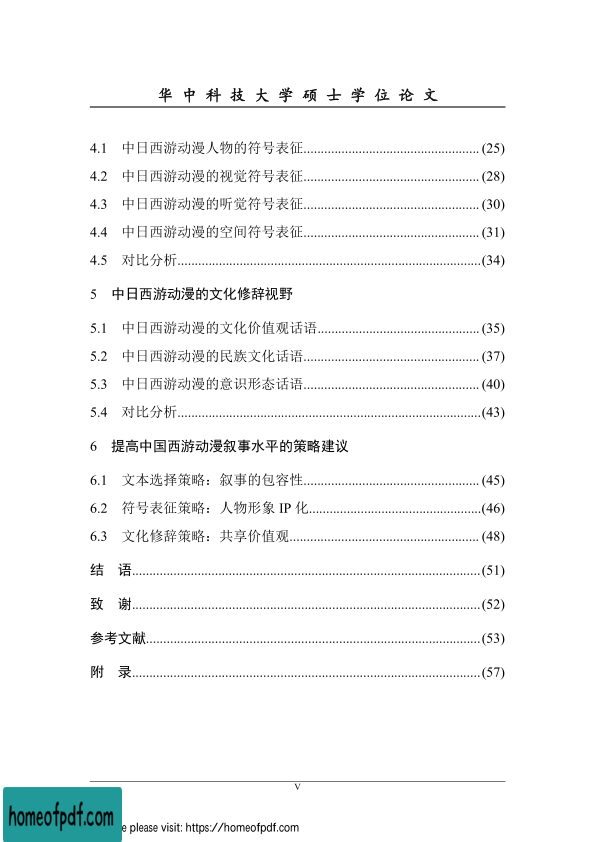 华中科技大学硕士学位论文
4.1 中日西游动漫人物的符号表征................................................... (25)
4.2 中日西游动漫的视觉符号表征................................................... (28)
4.3 中日西游动漫的听觉符号表征................................................... (30)
4.4 中日西游动漫的空间符号表征................................................... (31)
4.5 对比分析........................................................................................(34)
5 中日西游动漫的文化修辞视野
5.1 中日西游动漫的文化价值观话语............................................... (35)
5.2 中日西游动漫的民族文化话语................................................... (37)
5.3 中日西游动漫的意识形态话语................................................... (40)
5.4 对比分析........................................................................................(43)
6 提高中国西游动漫叙事水平的策略建议
6.1 文本选择策略：叙事的包容性................................................... (45)
6.2 符号表征策略：人物形象 IP 化..................................................(46)
6.3 文化修辞策略：共享价值观....................................................... (48)
结 语.....................................................................................................(51)
致 谢.....................................................................................................(52)
参考文献.................................................................................................(53)
附 录.....................................................................................................(57)
V
homeofpdf.com
e please visit: https://homeofpdf.com